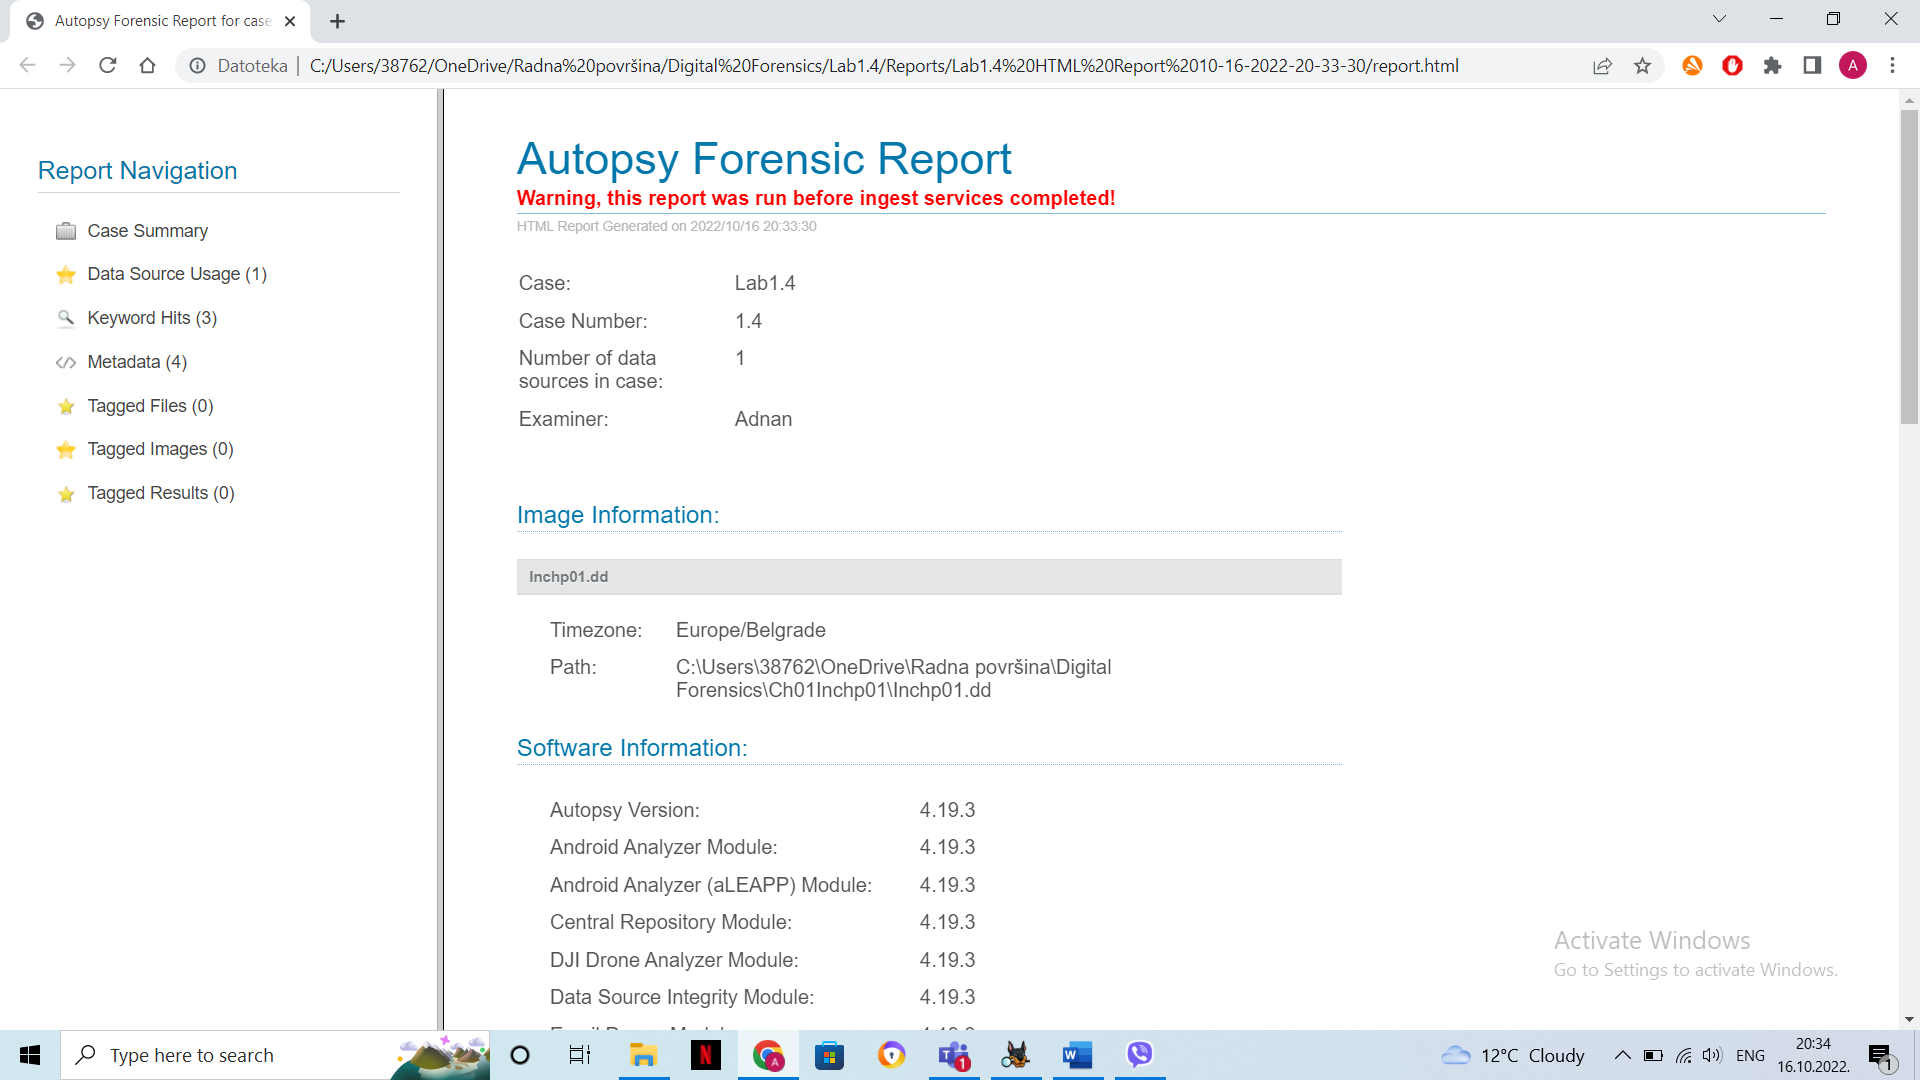 Autopsy Forensic Report for case
Datoteka | C:/Users/38762/OneDrive/Radna%20površina/Digital%20Forensics/Lab1.4/Reports/Lab1.4%20HTML%20Report%2010-16-2022-20-33-30/report.html
A
Report Navigation
Case Summary
Data Source Usage (1)
Keyword Hits (3)
Metadata (4)
Tagged Files (0)
Tagged Images (0)
Tagged Results (0)
Autopsy Forensic Report
Warning, this report was run before ingest services completed!
HTML Report Generated on 2022/10/16 20:33:30
Case: Lab1.4
Case Number: 1.4
Number of data 1
sources in case:
Examiner: Adnan
Image Information:
Inchp01.dd
Timezone: Europe/Belgrade
Path: C:\Users\38762\OneDrive\Radna površina\Digital
Forensics\Ch01Inchp01\Inchp01.dd
Software Information:
Autopsy Version: 4.19.3
Android Analyzer Module: 4.19.3
Android Analyzer (aLEAPP) Module: 4.19.3
Central Repository Module: 4.19.3
DJI Drone Analyzer Module: 4.19.3
Data Source Integrity Module: 4.19.3
Activate Windows
Go to Settings to activate Windows.
Type here to search
N
A
T
1
W
12°C Cloudy
ENG
20:34
16.10.2022.
1